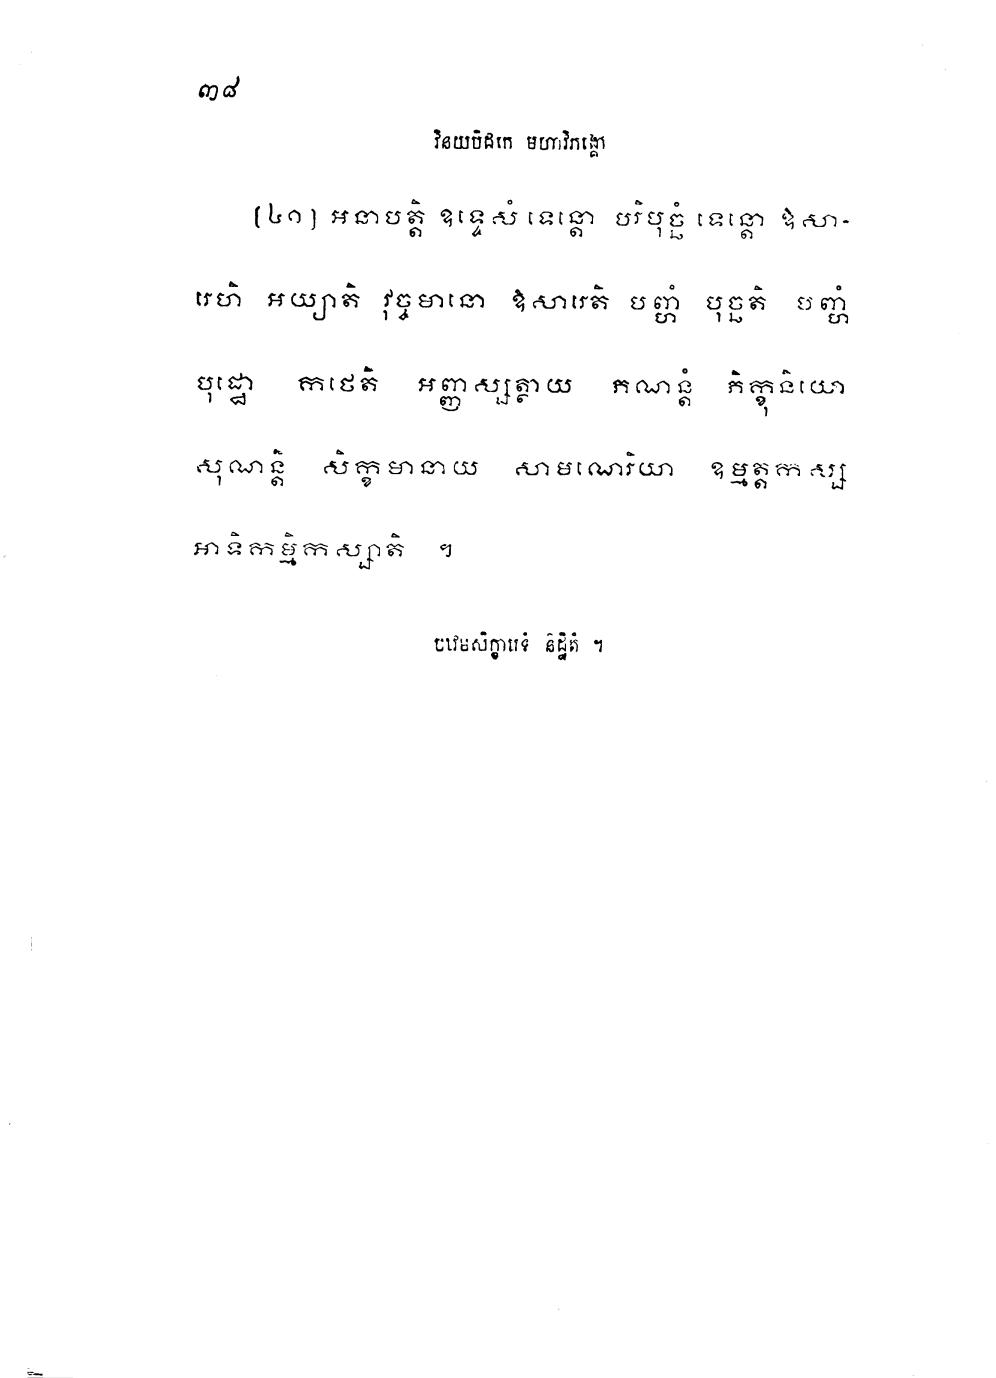 ៣៨
វិនយបិដកេ មហាវិភង្គោ
(៤១) អនាបត្តិ ឧទ្ទេសំ ទេន្តោ បរិបុច្ឆំ ទេន្តោ ឱសា-
រេហិ អយ្យាតិ វុច្ចមានោ ឱសារេតិ បញ្ហំ បុច្ឆតិ បញ្ហំ
បុដ្ឋោ កថេតិ អញ្ញស្សត្ថាយ ភណន្តំ ភិក្ខុនិយោ
សុណន្តិ សិក្ខមានាយ សាមណេរិយា ឧម្មត្តកស្ស
អាទិកម្មិកស្សាតិ ។
បឋមសិក្ខាបទំ និដ្ឋិតំ ។